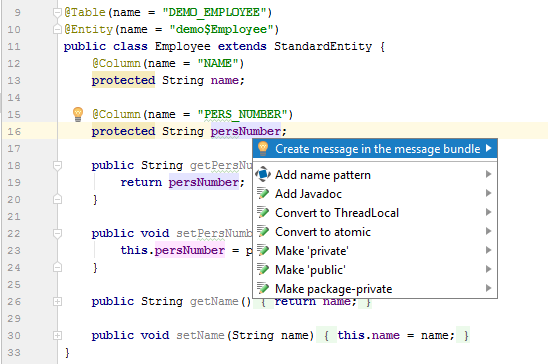 9 @Table(name = "DEMO_EMPLOYEE")
10 @Entity(name = "demo$Employee")
11 public class Employee extends StandardEntity {
12 @Column(name = "NAME")
13 protected String name;
14
15 @Column(name = "PERS_NUMBER")
16 protected String persNumber;
17
18 public String getPersNu
19 return persNumber;
20 }
21
22 public void setPersNumb
23 this.persNumber = p
24 }
25
26 public String getName() { return name; }
29
30 public void setName(String name) { this.name = name; }
33 }
Create message in the message bundle
Add name pattern
Add Javadoc
Convert to ThreadLocal
Convert to atomic
Make 'private'
Make 'public'
Make package-private